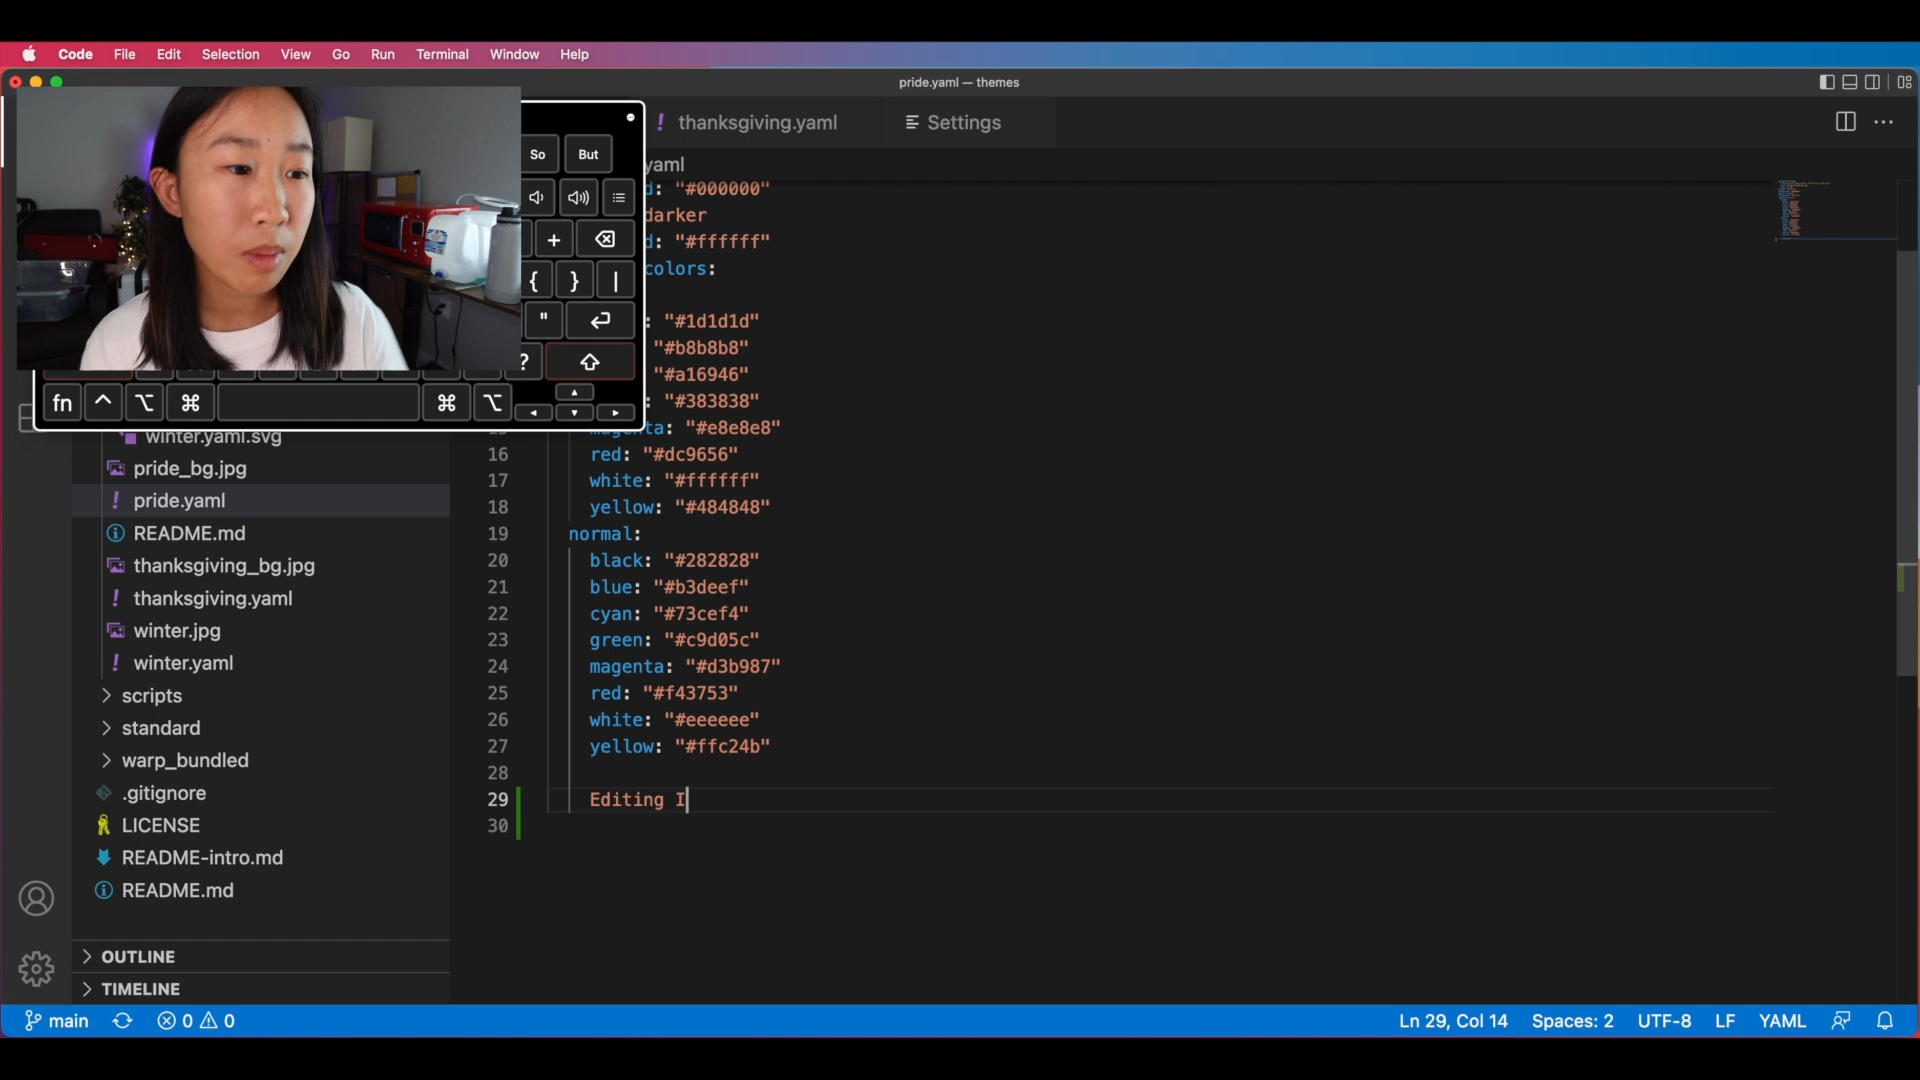 Code File Edit Selection View Go Run Terminal Window Help
pride.yaml — themes
! thanksgiving.yaml Settings
yaml
So But
+
{ } |
"
?
fn ^ ⌥ ⌘ ⌘ ⌥
d: "#000000"
darker
d: "#ffffff"
colors:
: "#1d1d1d"
"#b8b8b8"
"#a16946"
: "#383838"
magenta: "#e8e8e8"
16 red: "#dc9656"
17 white: "#ffffff"
18 yellow: "#484848"
19 normal:
20 black: "#282828"
21 blue: "#b3deef"
22 cyan: "#73cef4"
23 green: "#c9d05c"
24 magenta: "#d3b987"
25 red: "#f43753"
26 white: "#eeeeee"
27 yellow: "#ffc24b"
28
29 Editing I
30
winter.yaml.svg
pride_bg.jpg
! pride.yaml
README.md
thanksgiving_bg.jpg
! thanksgiving.yaml
winter.jpg
! winter.yaml
scripts
standard
warp_bundled
.gitignore
LICENSE
README-intro.md
README.md
OUTLINE
TIMELINE
main 0 0
Ln 29, Col 14 Spaces: 2 UTF-8 LF YAML